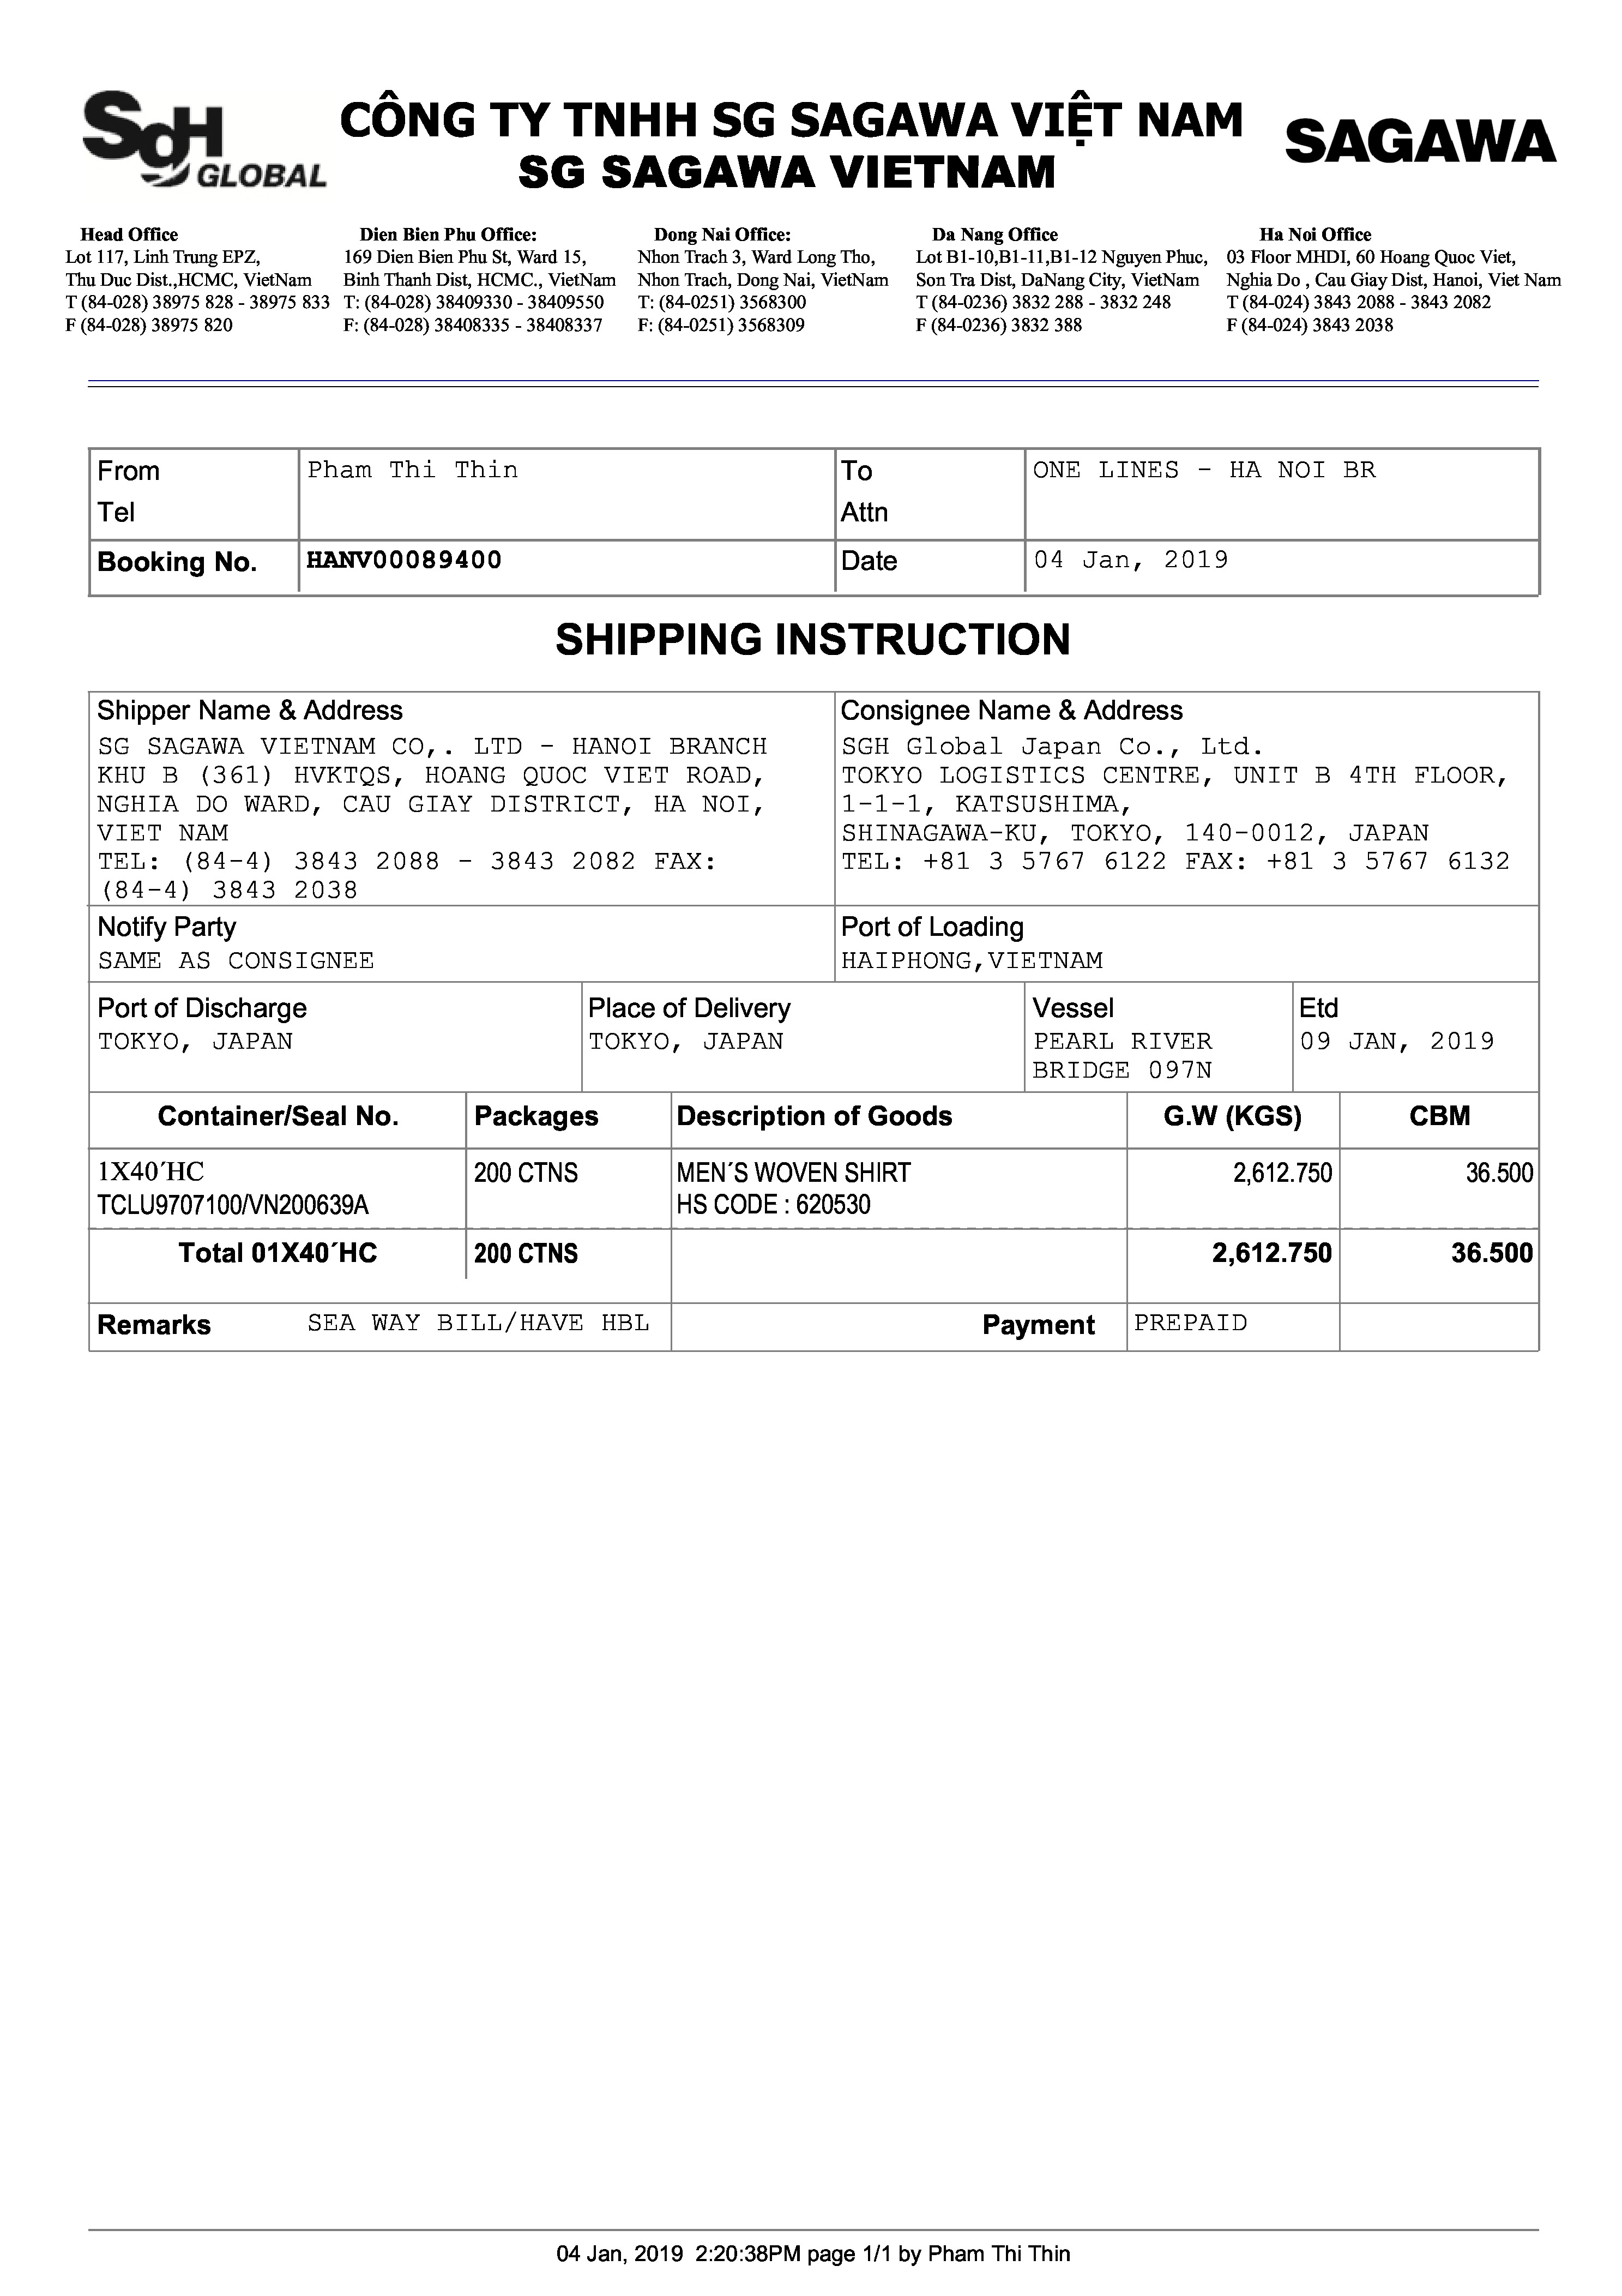 SgH GLOBAL
CÔNG TY TNHH SG SAGAWA VIỆT NAM
SG SAGAWA VIETNAM
SAGAWA
Head Office
Lot 117, Linh Trung EPZ,
Thu Duc Dist.,HCMC, VietNam
T (84-028) 38975 828 - 38975 833
F (84-028) 38975 820
Dien Bien Phu Office:
169 Dien Bien Phu St, Ward 15,
Binh Thanh Dist, HCMC., VietNam
T: (84-028) 38409330 - 38409550
F: (84-028) 38408335 - 38408337
Dong Nai Office:
Nhon Trach 3, Ward Long Tho,
Nhon Trach, Dong Nai, VietNam
T: (84-0251) 3568300
F: (84-0251) 3568309
Da Nang Office
Lot B1-10,B1-11,B1-12 Nguyen Phuc,
Son Tra Dist, DaNang City, VietNam
T (84-0236) 3832 288 - 3832 248
F (84-0236) 3832 388
Ha Noi Office
03 Floor MHDI, 60 Hoang Quoc Viet,
Nghia Do , Cau Giay Dist, Hanoi, Viet Nam
T (84-024) 3843 2088 - 3843 2082
F (84-024) 3843 2038
From Pham Thi Thin To ONE LINES - HA NOI BR
Tel Attn
Booking No. HANV00089400 Date 04 Jan, 2019
SHIPPING INSTRUCTION
Shipper Name & Address
SG SAGAWA VIETNAM CO,. LTD - HANOI BRANCH
KHU B (361) HVKTQS, HOANG QUOC VIET ROAD,
NGHIA DO WARD, CAU GIAY DISTRICT, HA NOI,
VIET NAM
TEL: (84-4) 3843 2088 - 3843 2082 FAX:
(84-4) 3843 2038
Consignee Name & Address
SGH Global Japan Co., Ltd.
TOKYO LOGISTICS CENTRE, UNIT B 4TH FLOOR,
1-1-1, KATSUSHIMA,
SHINAGAWA-KU, TOKYO, 140-0012, JAPAN
TEL: +81 3 5767 6122 FAX: +81 3 5767 6132
Notify Party
SAME AS CONSIGNEE
Port of Loading
HAIPHONG,VIETNAM
Port of Discharge
TOKYO, JAPAN
Place of Delivery
TOKYO, JAPAN
Vessel
PEARL RIVER
BRIDGE 097N
Etd
09 JAN, 2019
Container/Seal No. Packages Description of Goods G.W (KGS) CBM
1X40´HC 200 CTNS MEN´S WOVEN SHIRT 2,612.750 36.500
TCLU9707100/VN200639A HS CODE : 620530
Total 01X40´HC 200 CTNS 2,612.750 36.500
Remarks SEA WAY BILL/HAVE HBL Payment PREPAID
04 Jan, 2019 2:20:38PM page 1/1 by Pham Thi Thin